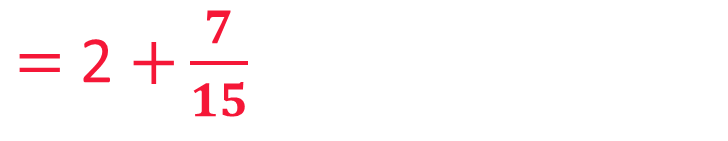 = 2 + 7/15